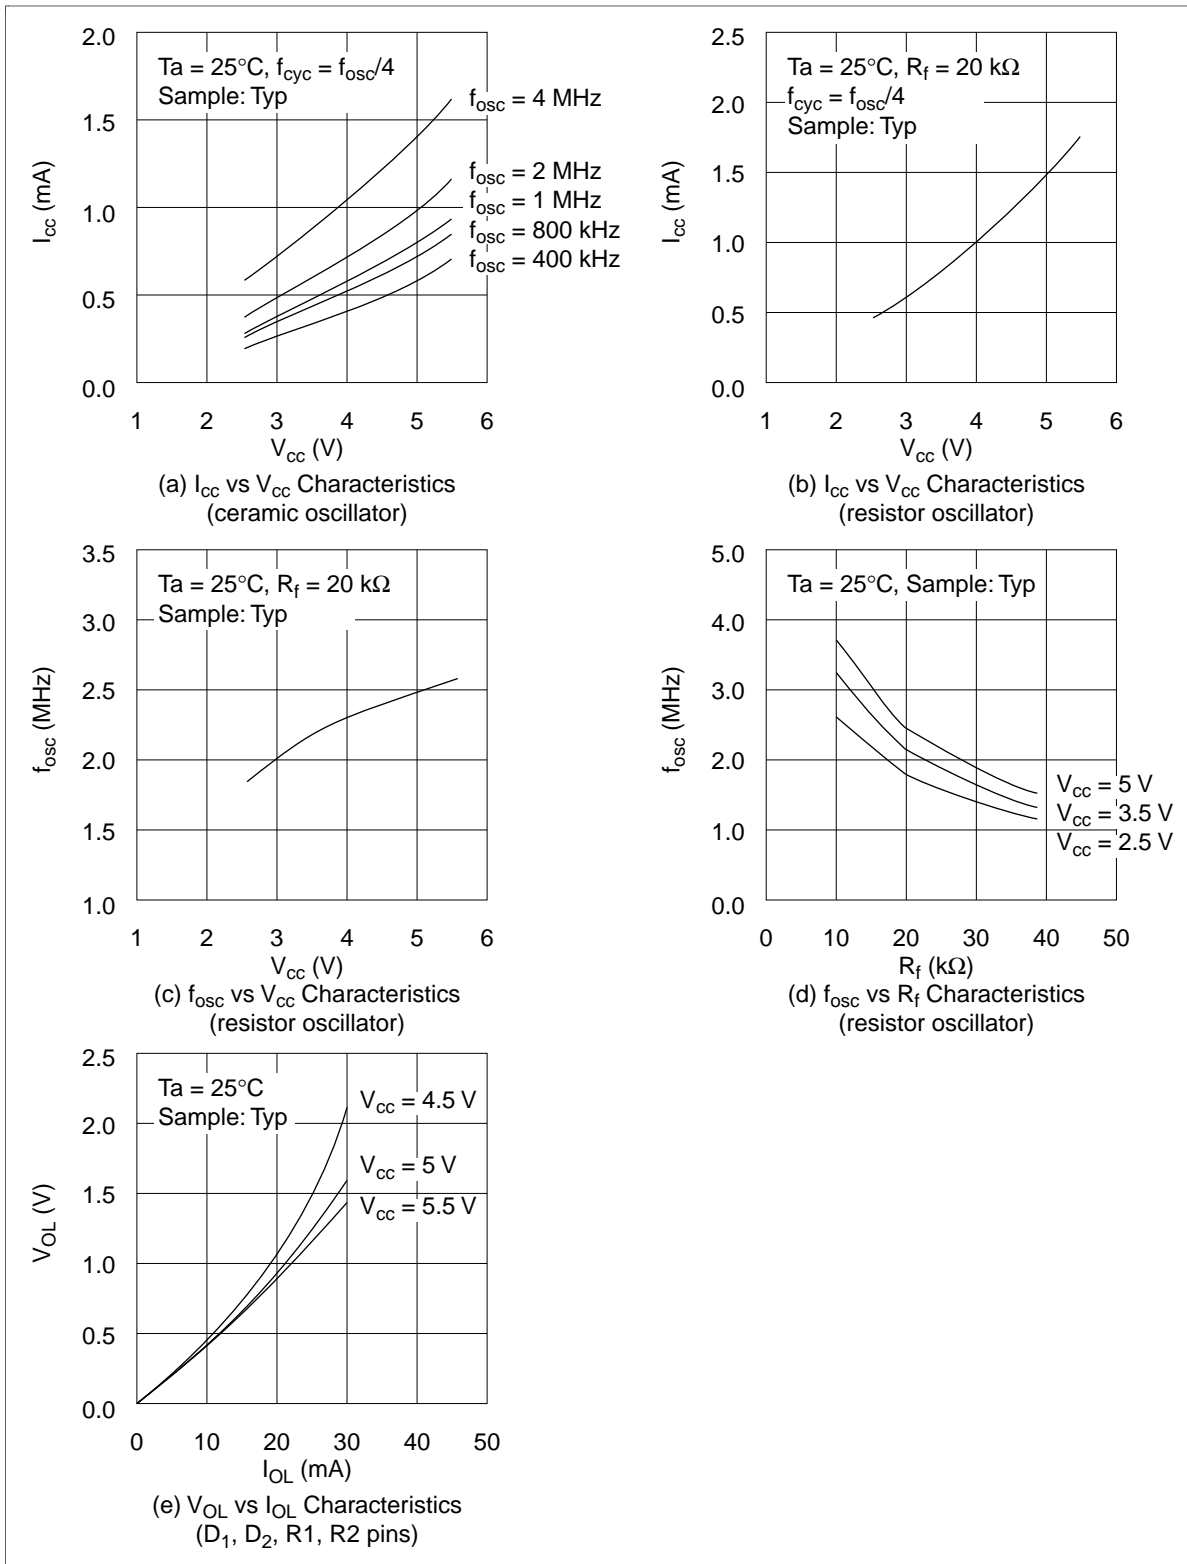 2.0
1.5
1.0
0.5
0.0
Icc (mA)
Ta = 25°C, fcyc = fosc/4
Sample: Typ
fosc = 4 MHz
fosc = 2 MHz
fosc = 1 MHz
fosc = 800 kHz
fosc = 400 kHz
1 2 3 4 5 6
Vcc (V)
(a) Icc vs Vcc Characteristics
(ceramic oscillator)
2.5
2.0
1.5
1.0
0.5
0.0
Icc (mA)
Ta = 25°C, Rf = 20 kΩ
fcyc = fosc/4
Sample: Typ
1 2 3 4 5 6
Vcc (V)
(b) Icc vs Vcc Characteristics
(resistor oscillator)
3.5
3.0
2.5
2.0
1.5
1.0
fosc (MHz)
Ta = 25°C, Rf = 20 kΩ
Sample: Typ
1 2 3 4 5 6
Vcc (V)
(c) fosc vs Vcc Characteristics
(resistor oscillator)
5.0
4.0
3.0
2.0
1.0
0.0
fosc (MHz)
Ta = 25°C, Sample: Typ
Vcc = 5 V
Vcc = 3.5 V
Vcc = 2.5 V
0 10 20 30 40 50
Rf (kΩ)
(d) fosc vs Rf Characteristics
(resistor oscillator)
2.5
2.0
1.5
1.0
0.5
0.0
VOL (V)
Ta = 25°C
Sample: Typ
Vcc = 4.5 V
Vcc = 5 V
Vcc = 5.5 V
0 10 20 30 40 50
IOL (mA)
(e) VOL vs IOL Characteristics
(D1, D2, R1, R2 pins)